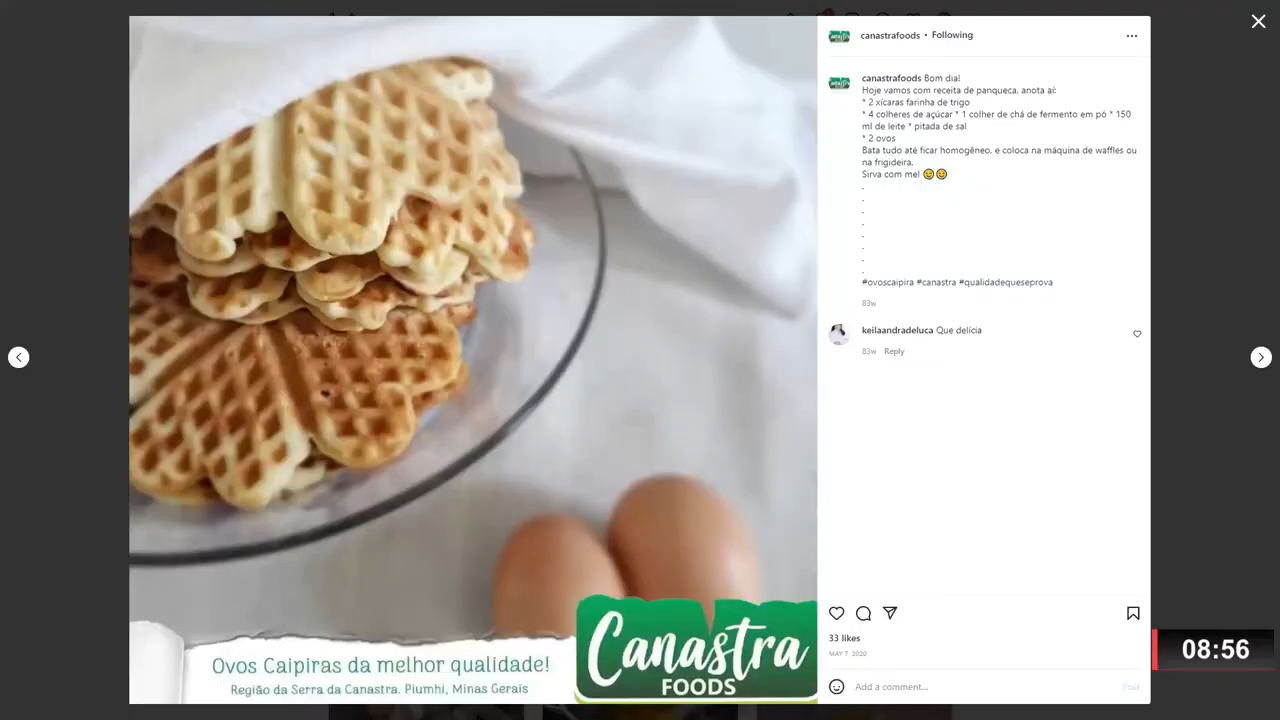 canastrafoods • Following
canastrafoods Bom dia!
Hoje vamos com receita de panqueca, anota aí:
* 2 xícaras farinha de trigo
* 4 colheres de açúcar * 1 colher de chá de fermento em pó * 150
ml de leite * pitada de sal
* 2 ovos
Bata tudo até ficar homogêneo, e coloca na máquina de waffles ou
na frigideira.
Sirva com mel 😄😄
.
.
.
.
.
.
.
.
#ovoscaipira #canastra #qualidadequeseprova
83w
keilaandradeluca Que delícia
83w Reply
Ovos Caipiras da melhor qualidade!
Região da Serra da Canastra. Piumhi, Minas Gerais
Canastra
FOODS
33 likes
MAY 7, 2020
Add a comment...
Post
08:56